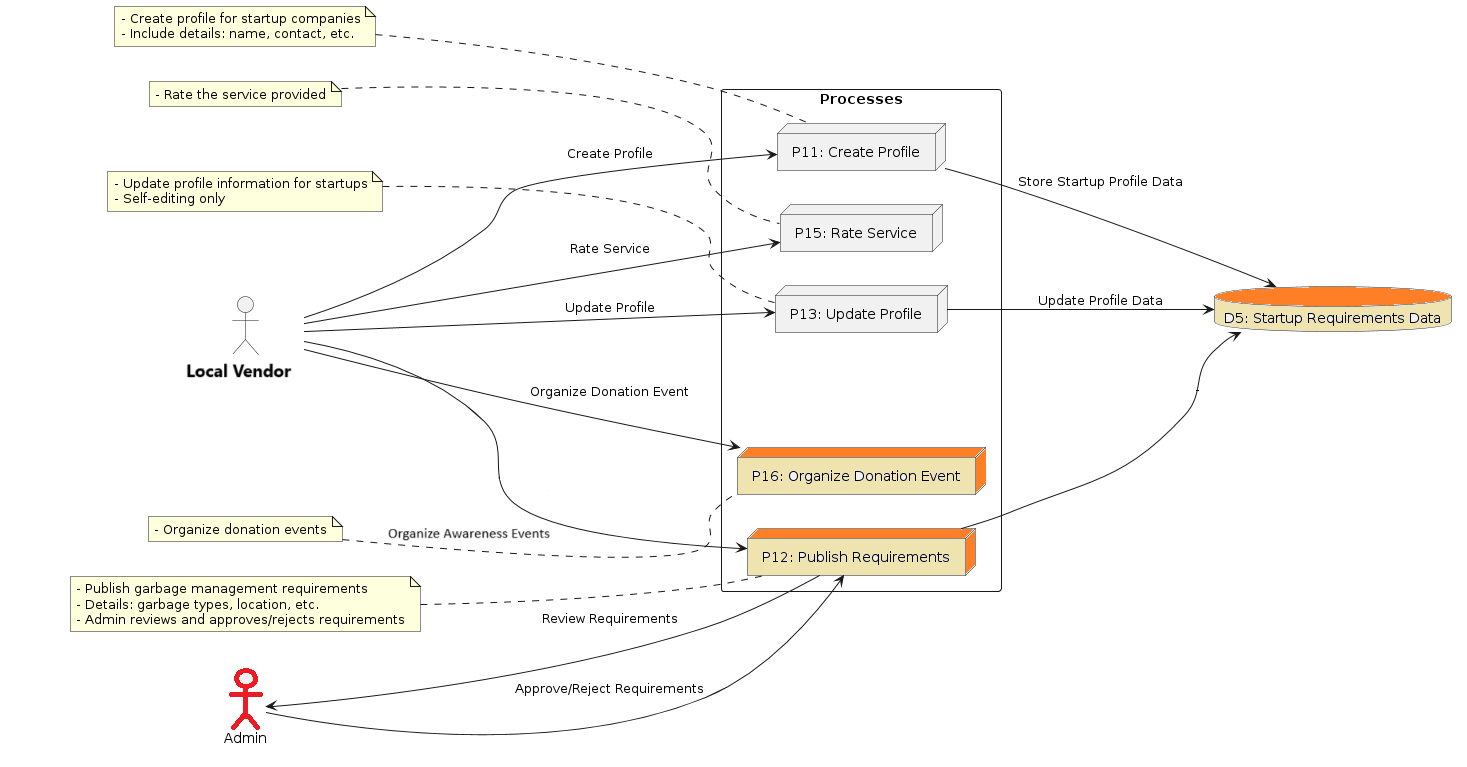 - Create profile for startup companies
- Include details: name, contact, etc.
- Rate the service provided
Processes
P11: Create Profile
Create Profile
Store Startup Profile Data
- Update profile information for startups
- Self-editing only
P15: Rate Service
Rate Service
Update Profile
P13: Update Profile
Update Profile Data
D5: Startup Requirements Data
Local Vendor
Organize Donation Event
P16: Organize Donation Event
- Organize donation events
Organize Awareness Events
P12: Publish Requirements
- Publish garbage management requirements
- Details: garbage types, location, etc.
- Admin reviews and approves/rejects requirements
Review Requirements
Approve/Reject Requirements
Admin